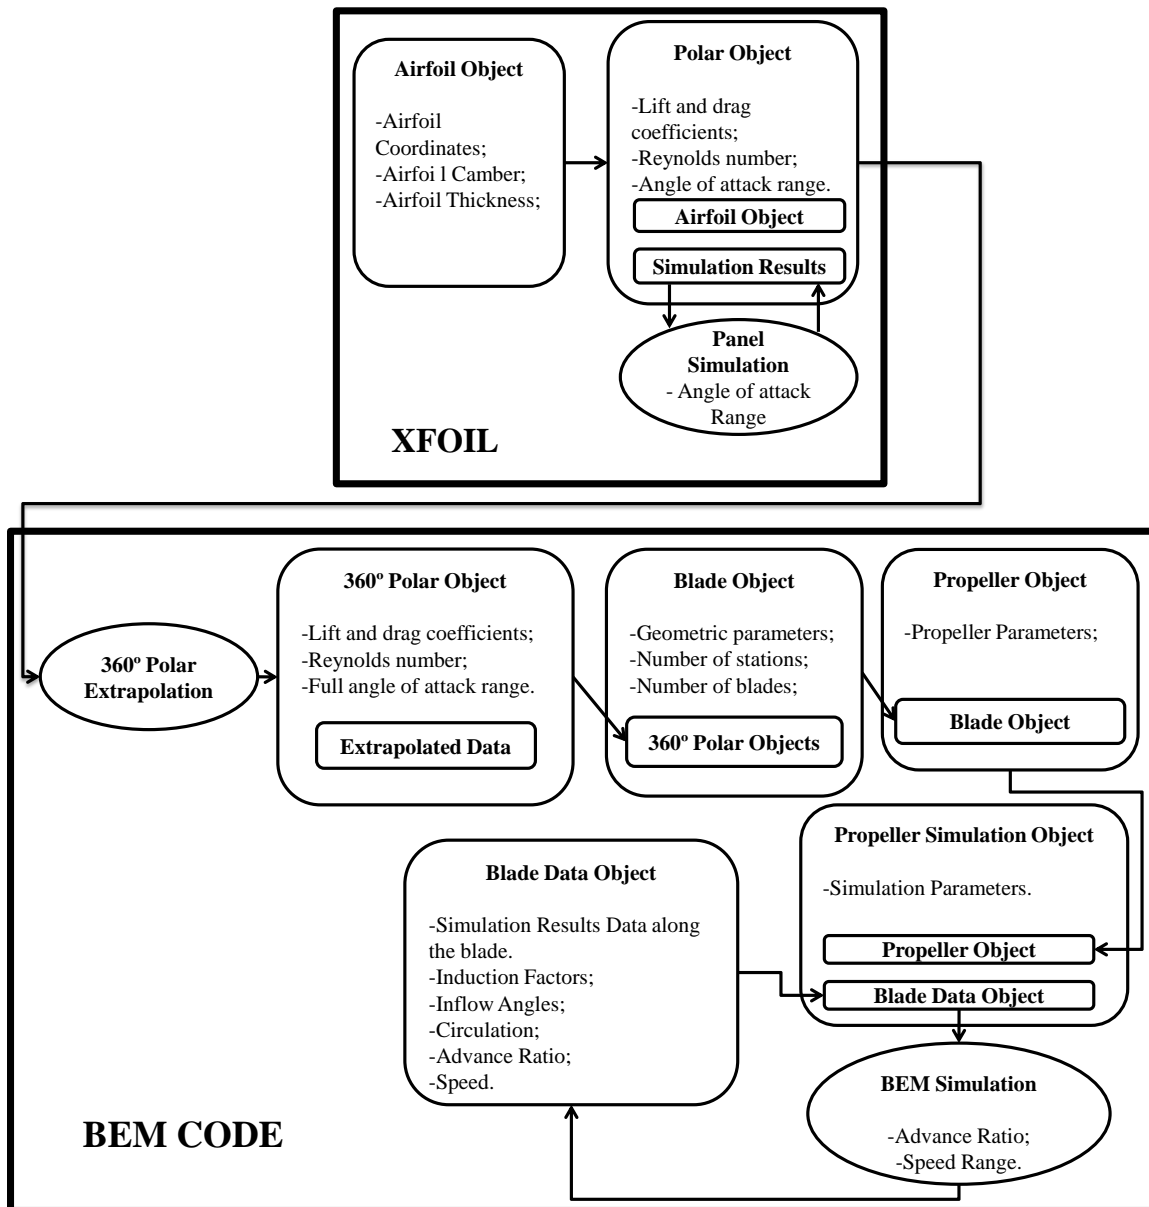 Airfoil Object
-Airfoil
Coordinates;
-Airfoi l Camber;
-Airfoil Thickness;
Polar Object
-Lift and drag
coefficients;
-Reynolds number;
-Angle of attack range.
Airfoil Object
Simulation Results
Panel
Simulation
- Angle of attack
Range
XFOIL
360º Polar
Extrapolation
360º Polar Object
-Lift and drag coefficients;
-Reynolds number;
-Full angle of attack range.
Extrapolated Data
Blade Object
-Geometric parameters;
-Number of stations;
-Number of blades;
360º Polar Objects
Propeller Object
-Propeller Parameters;
Blade Object
Propeller Simulation Object
-Simulation Parameters.
Propeller Object
Blade Data Object
Blade Data Object
-Simulation Results Data along
the blade.
-Induction Factors;
-Inflow Angles;
-Circulation;
-Advance Ratio;
-Speed.
BEM Simulation
-Advance Ratio;
-Speed Range.
BEM CODE